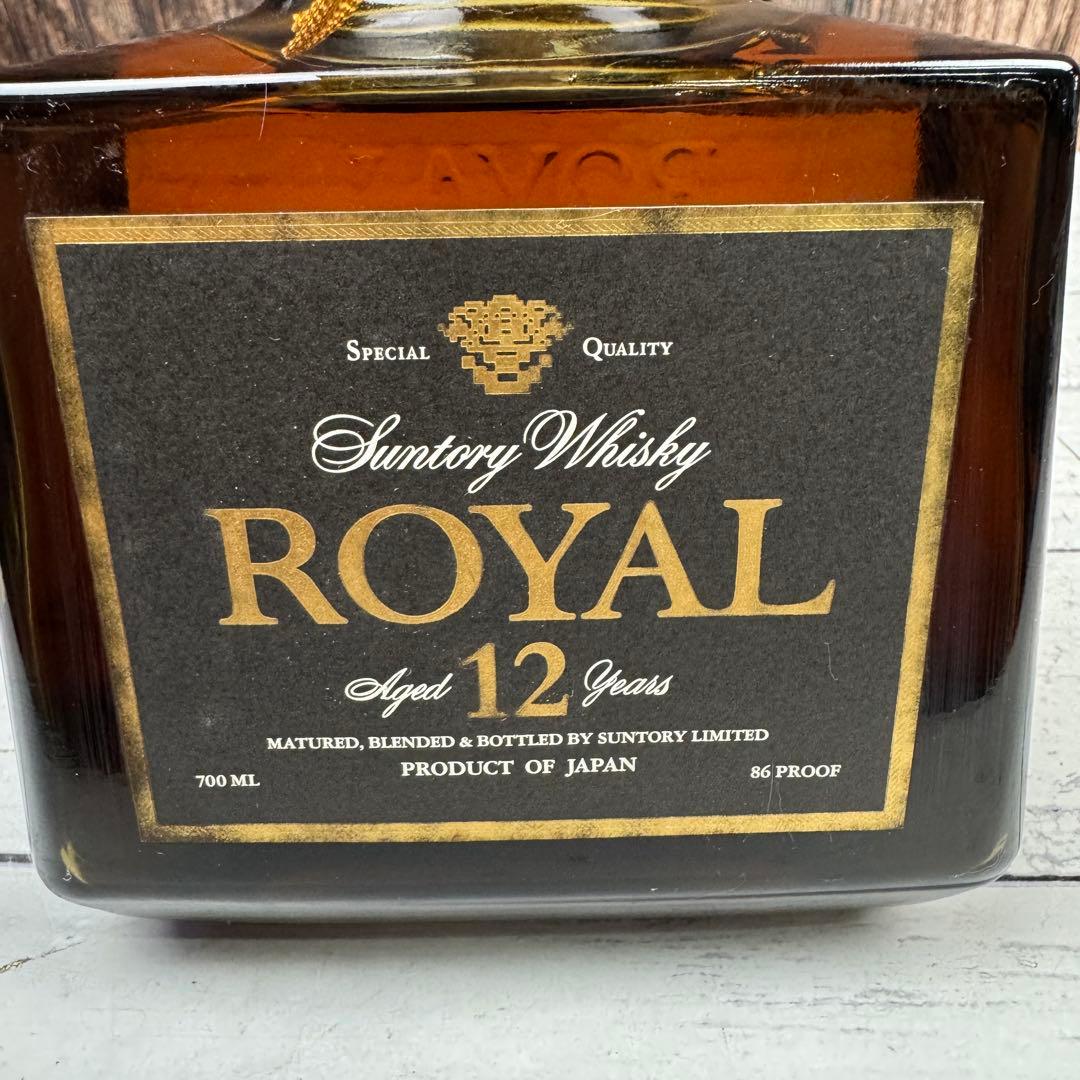 SPECIAL QUALITY
Suntory Whisky
ROYAL
Aged 12 Years
MATURED, BLENDED & BOTTLED BY SUNTORY LIMITED
PRODUCT OF JAPAN
700 ML 86 PROOF